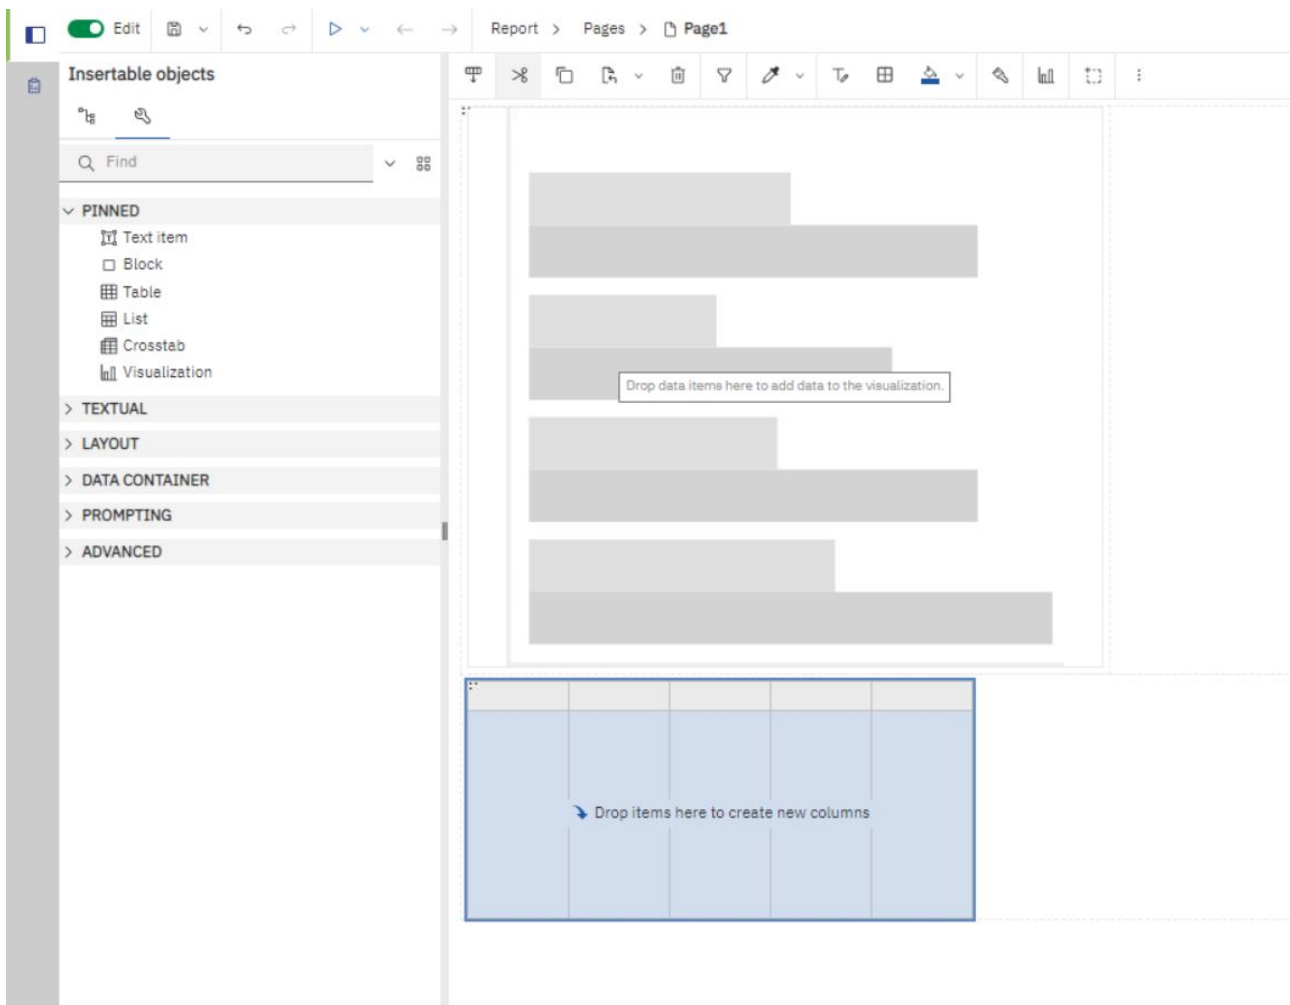 Edit Report > Pages > Page1
Insertable objects
Find
PINNED
Text item
Block
Table
List
Crosstab
Visualization
TEXTUAL
LAYOUT
DATA CONTAINER
PROMPTING
ADVANCED
Drop data items here to add data to the visualization.
Drop items here to create new columns